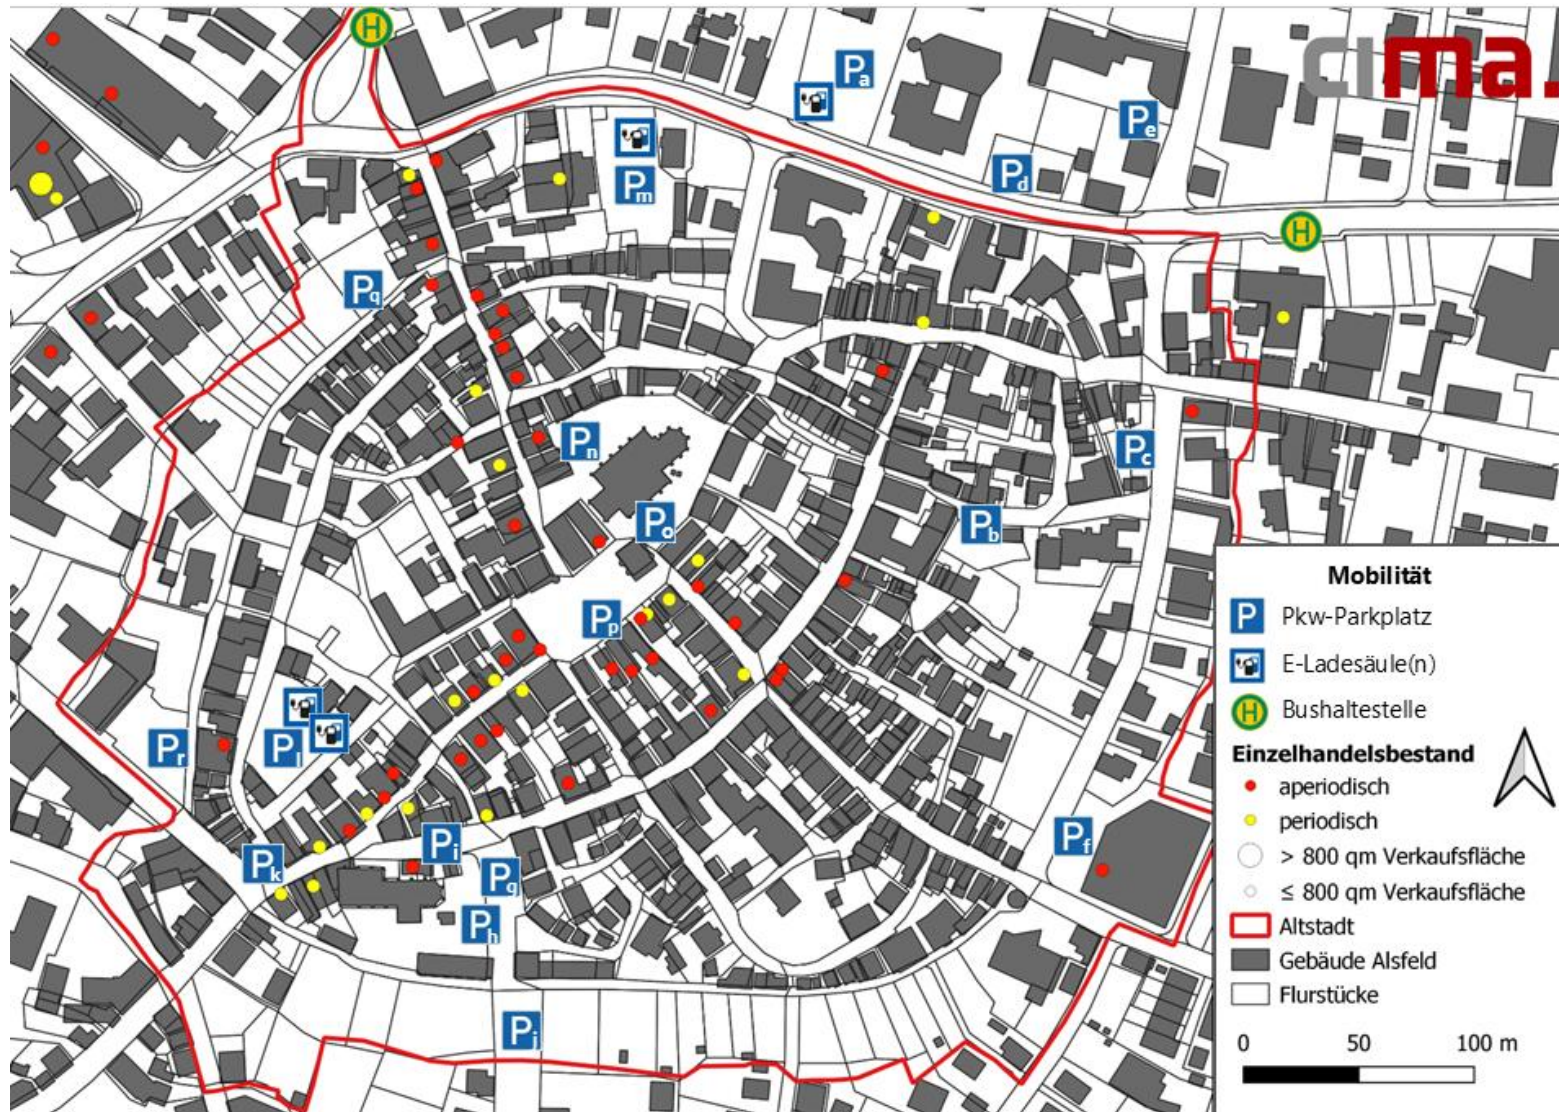 H
cima.
Pa
Pe
Pm
Pd
H
Pq
Pn
Pc
Po
Pb
Mobilität
P Pkw-Parkplatz
E-Ladesäule(n)
H Bushaltestelle
Einzelhandelsbestand
aperiodisch
periodisch
> 800 qm Verkaufsfläche
≤ 800 qm Verkaufsfläche
Altstadt
Gebäude Alsfeld
Flurstücke
0 50 100 m
Pp
Pr
Pl
Pf
Pi
Pk
Pg
Ph
Pj